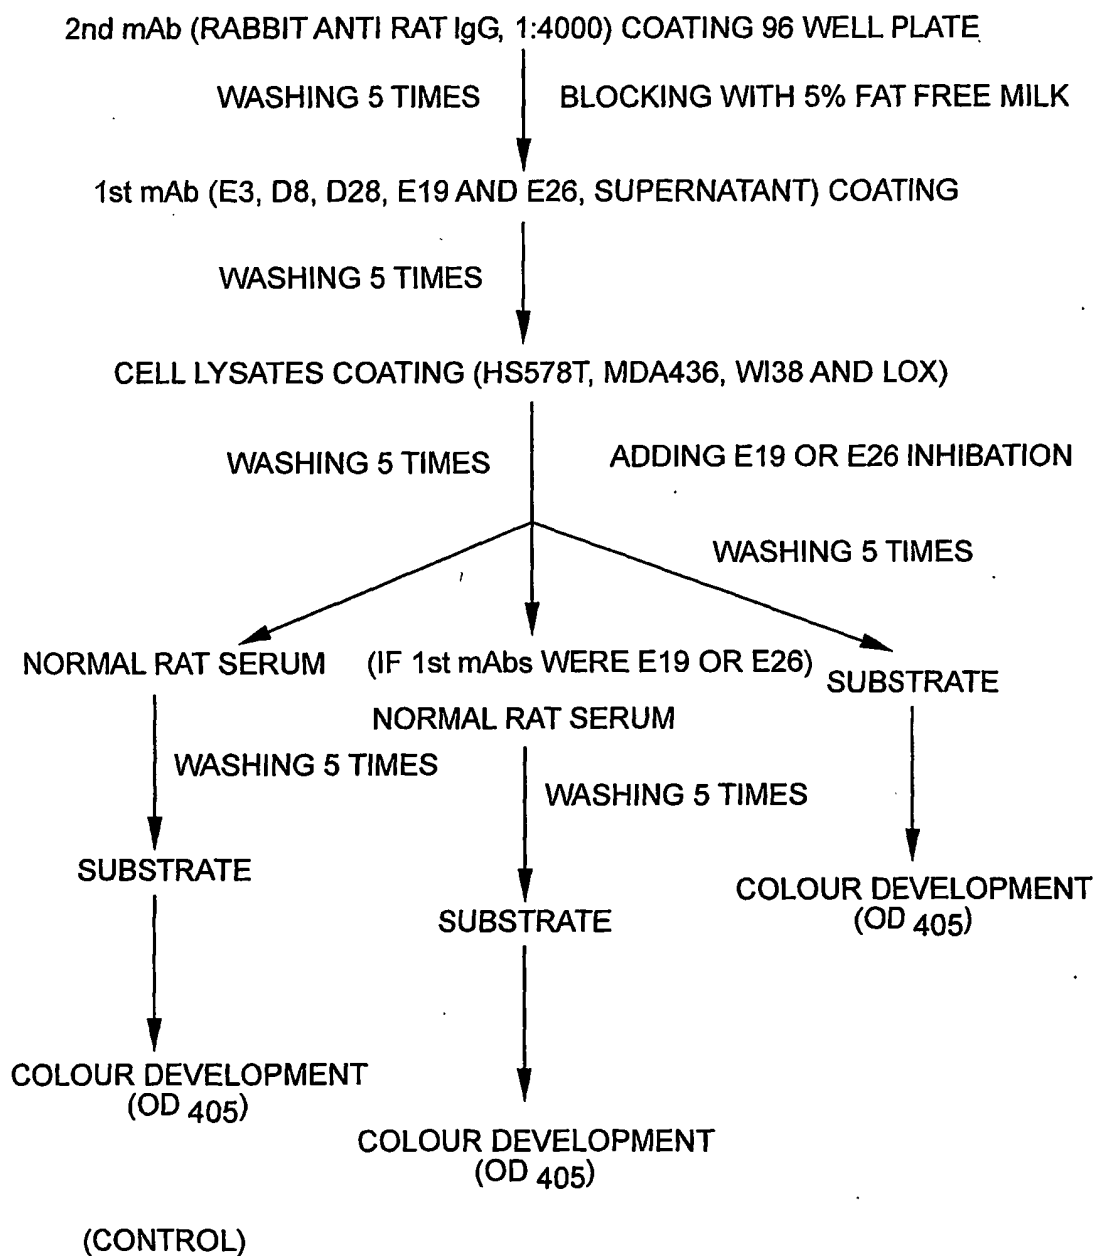 2nd mAb (RABBIT ANTI RAT IgG, 1:4000) COATING 96 WELL PLATE
WASHING 5 TIMES
BLOCKING WITH 5% FAT FREE MILK
1st mAb (E3, D8, D28, E19 AND E26, SUPERNATANT) COATING
WASHING 5 TIMES
CELL LYSATES COATING (HS578T, MDA436, WI38 AND LOX)
WASHING 5 TIMES
ADDING E19 OR E26 INHIBATION
WASHING 5 TIMES
NORMAL RAT SERUM
WASHING 5 TIMES
SUBSTRATE
COLOUR DEVELOPMENT
(OD 405)
(CONTROL)
(IF 1st mAbs WERE E19 OR E26)
NORMAL RAT SERUM
WASHING 5 TIMES
SUBSTRATE
COLOUR DEVELOPMENT
(OD 405)
SUBSTRATE
COLOUR DEVELOPMENT
(OD 405)